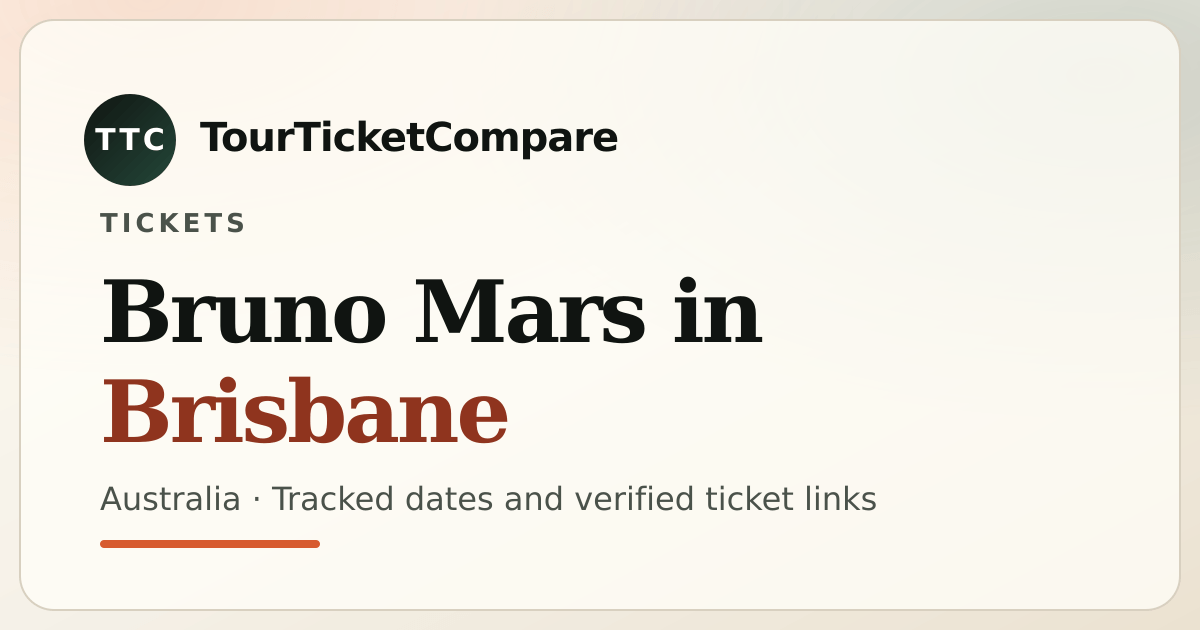 TTC TourTicketCompare
TICKETS
Bruno Mars in
Brisbane
Australia · Tracked dates and verified ticket links